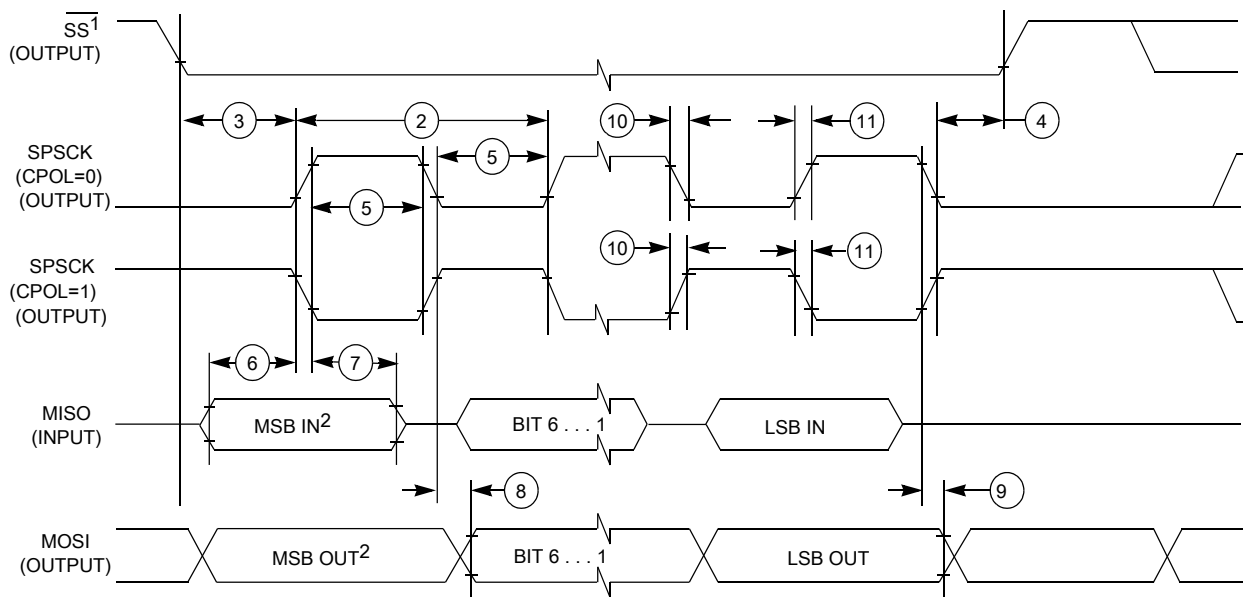 SS¹
(OUTPUT)
3
2
10
11
4
SPSCK
(CPOL=0)
(OUTPUT)
5
5
SPSCK
(CPOL=1)
(OUTPUT)
10
11
6
7
MISO
(INPUT)
MSB IN²
BIT 6 . . . 1
LSB IN
8
9
MOSI
(OUTPUT)
MSB OUT²
BIT 6 . . . 1
LSB OUT